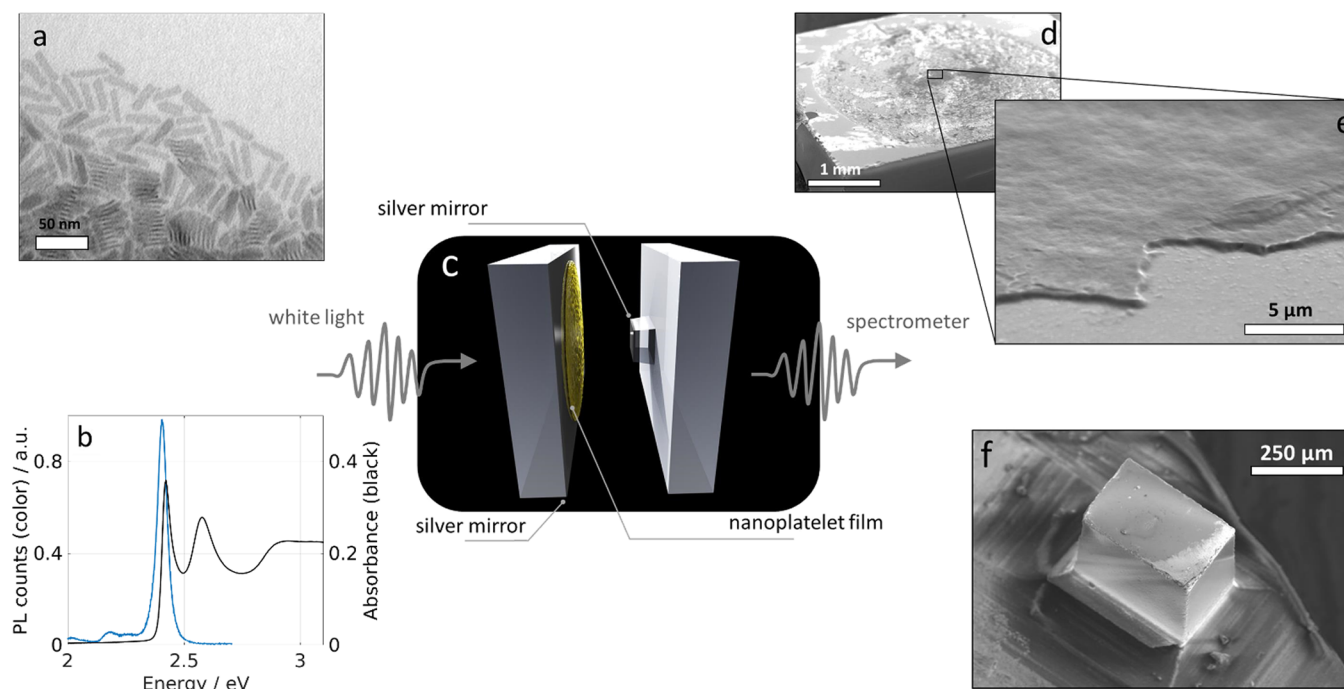 a
50 nm
d
1 mm
e
5 µm
silver mirror
c
white light
spectrometer
silver mirror
nanoplatelet film
b
PL counts (color) / a.u.
0.8
0.4
0
Absorbance (black)
0.4
0.2
0
2
2.5
3
Energy / eV
f
250 µm